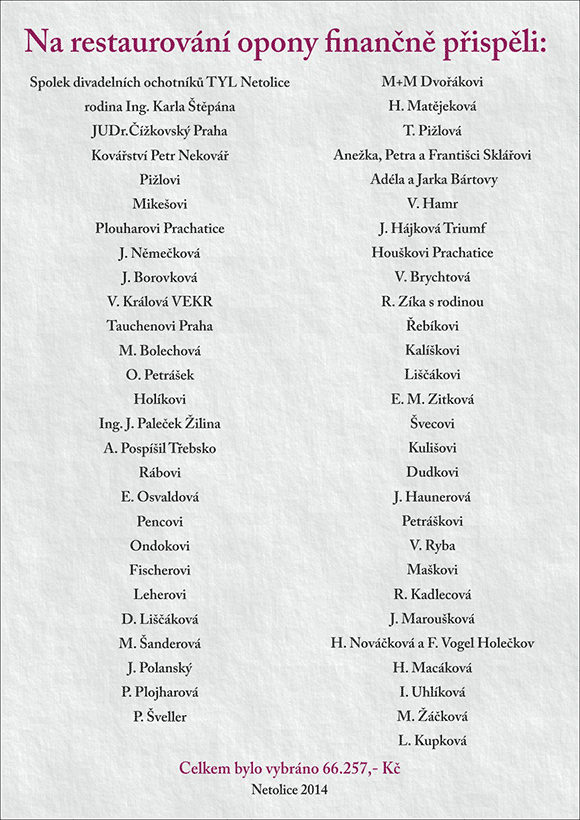 Na restaurování opony finančně přispěli:
Spolek divadelních ochotníků TYL Netolice
rodina Ing. Karla Štěpána
JUDr.Čížkovský Praha
Kovářství Petr Nekovář
Pižlovi
Mikešovi
Plouharovi Prachatice
J. Němečková
J. Borovková
V. Králová VEKR
Tauchenovi Praha
M. Bolechová
O. Petrášek
Holíkovi
Ing. J. Paleček Žilina
A. Pospíšil Třebsko
Rábovi
E. Osvaldová
Pencovi
Ondokovi
Fischerovi
Leherovi
D. Liščáková
M. Šanderová
J. Polanský
P. Plojharová
P. Šveller
M+M Dvořákovi
H. Matějeková
T. Pižlová
Anežka, Petra a Františci Sklářovi
Adéla a Jarka Bártovy
V. Hamr
J. Hájková Triumf
Houškovi Prachatice
V. Brychtová
R. Zíka s rodinou
Řebíkovi
Kalíškovi
Liščákovi
E. M. Zitková
Švecovi
Kulišovi
Dudkovi
J. Haunerová
Petráškovi
V. Ryba
Maškovi
R. Kadlecová
J. Maroušková
H. Nováčková a F. Vogel Holečkov
H. Macáková
I. Uhlíková
M. Žáčková
L. Kupková
Celkem bylo vybráno 66.257,- Kč
Netolice 2014